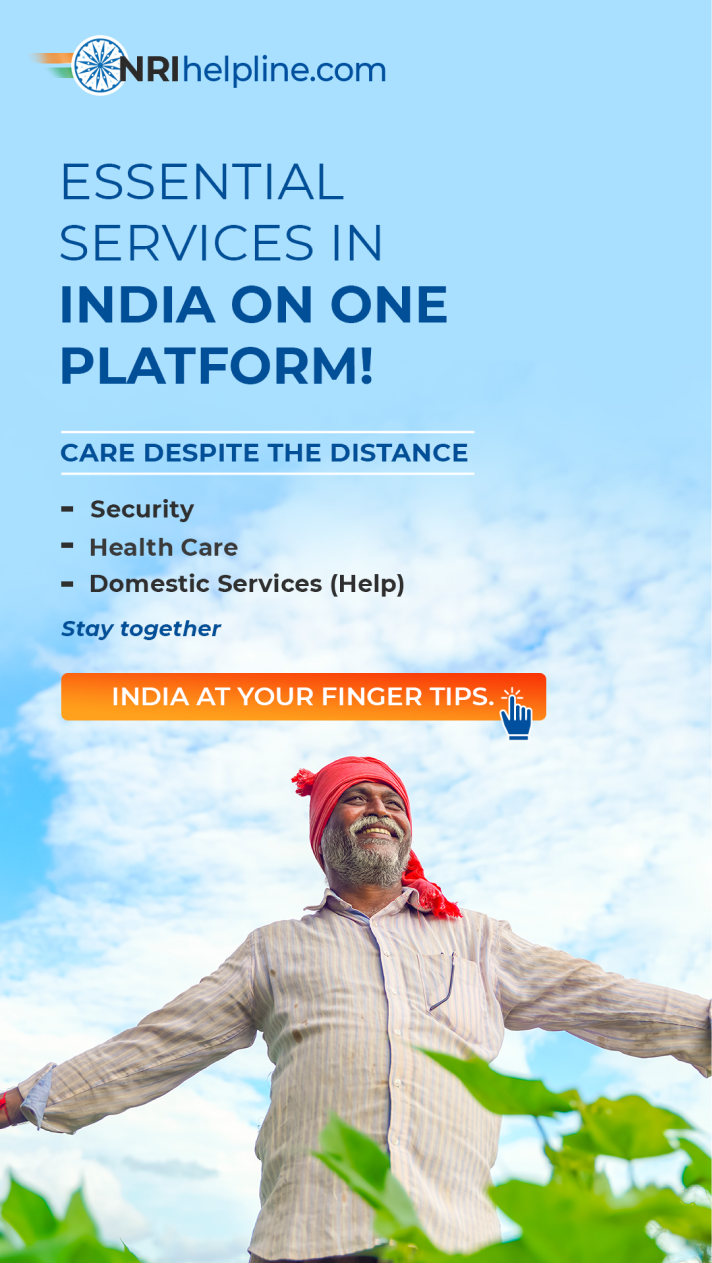 NRIhelpline.com
ESSENTIAL
SERVICES IN
INDIA ON ONE
PLATFORM!
CARE DESPITE THE DISTANCE
- Security
- Health Care
- Domestic Services (Help)
Stay together
INDIA AT YOUR FINGER TIPS.